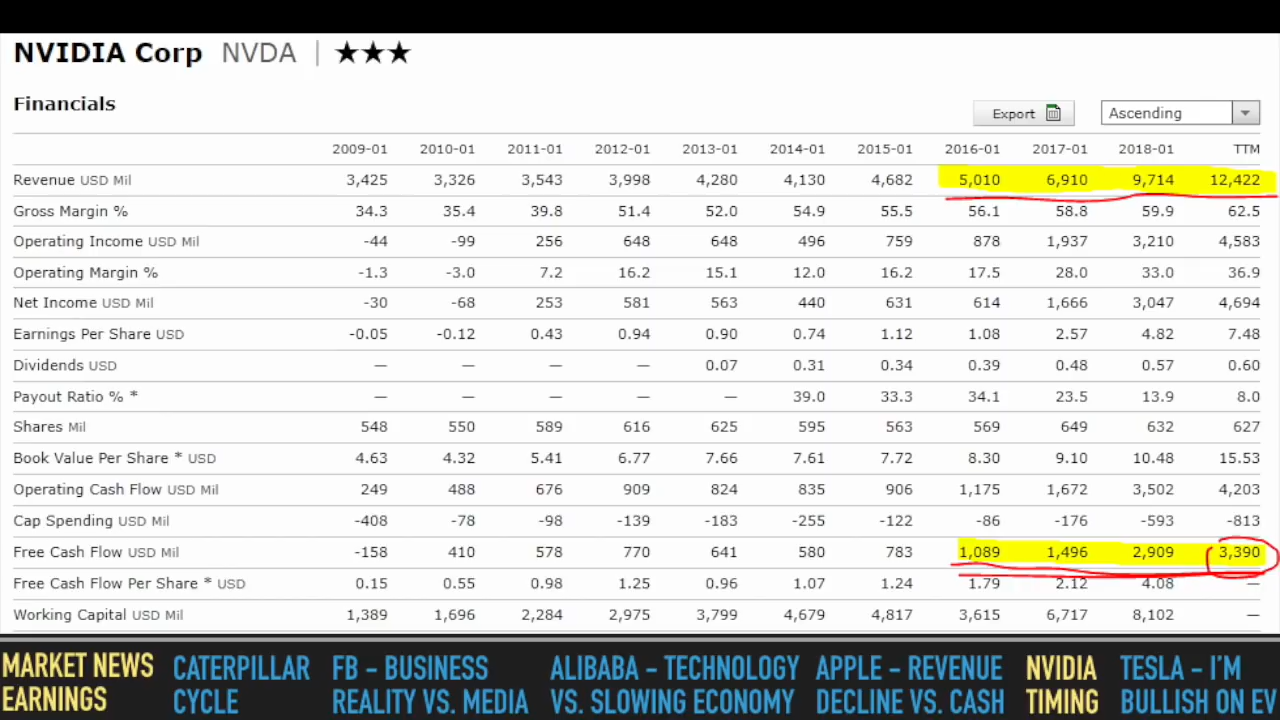 NVIDIA Corp NVDA | ★★★
Financials
Export Ascending
2009-01 2010-01 2011-01 2012-01 2013-01 2014-01 2015-01 2016-01 2017-01 2018-01 TTM
Revenue USD Mil 3,425 3,326 3,543 3,998 4,280 4,130 4,682 5,010 6,910 9,714 12,422
Gross Margin % 34.3 35.4 39.8 51.4 52.0 54.9 55.5 56.1 58.8 59.9 62.5
Operating Income USD Mil -44 -99 256 648 648 496 759 878 1,937 3,210 4,583
Operating Margin % -1.3 -3.0 7.2 16.2 15.1 12.0 16.2 17.5 28.0 33.0 36.9
Net Income USD Mil -30 -68 253 581 563 440 631 614 1,666 3,047 4,694
Earnings Per Share USD -0.05 -0.12 0.43 0.94 0.90 0.74 1.12 1.08 2.57 4.82 7.48
Dividends USD — — — — 0.07 0.31 0.34 0.39 0.48 0.57 0.60
Payout Ratio % * — — — — — 39.0 33.3 34.1 23.5 13.9 8.0
Shares Mil 548 550 589 616 625 595 563 569 649 632 627
Book Value Per Share * USD 4.63 4.32 5.41 6.77 7.66 7.61 7.72 8.30 9.10 10.48 15.53
Operating Cash Flow USD Mil 249 488 676 909 824 835 906 1,175 1,672 3,502 4,203
Cap Spending USD Mil -408 -78 -98 -139 -183 -255 -122 -86 -176 -593 -813
Free Cash Flow USD Mil -158 410 578 770 641 580 783 1,089 1,496 2,909 3,390
Free Cash Flow Per Share * USD 0.15 0.55 0.98 1.25 0.96 1.07 1.24 1.79 2.12 4.08 —
Working Capital USD Mil 1,389 1,696 2,284 2,975 3,799 4,679 4,817 3,615 6,717 8,102 —
MARKET NEWS CATERPILLAR FB – BUSINESS ALIBABA – TECHNOLOGY APPLE – REVENUE NVIDIA TESLA – I'M
EARNINGS CYCLE REALITY VS. MEDIA VS. SLOWING ECONOMY DECLINE VS. CASH TIMING BULLISH ON EV